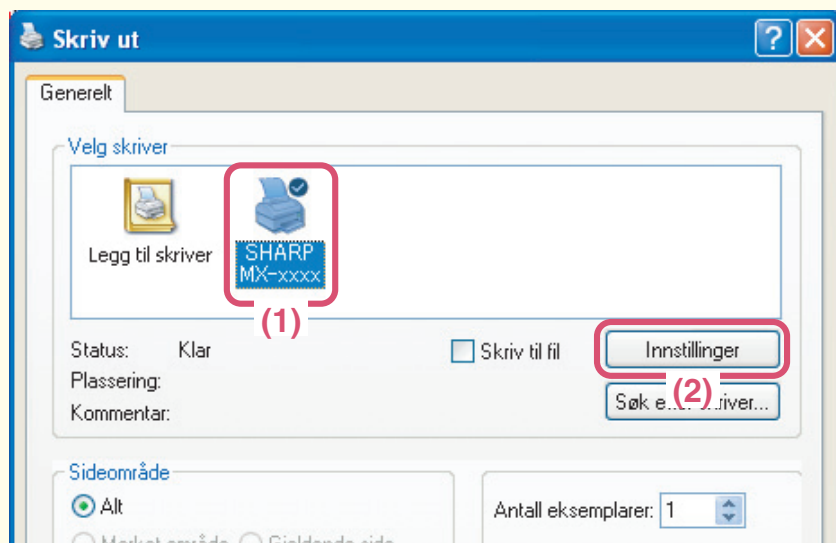 Skriv ut
Generelt
Velg skriver
Legg til skriver
SHARP
MX-xxxx
(1)
Status: Klar
Skriv til fil
Innstillinger
Plassering:
(2)
Søk
Kommentar:
Sideområde
Alt
Antall eksemplarer: 1